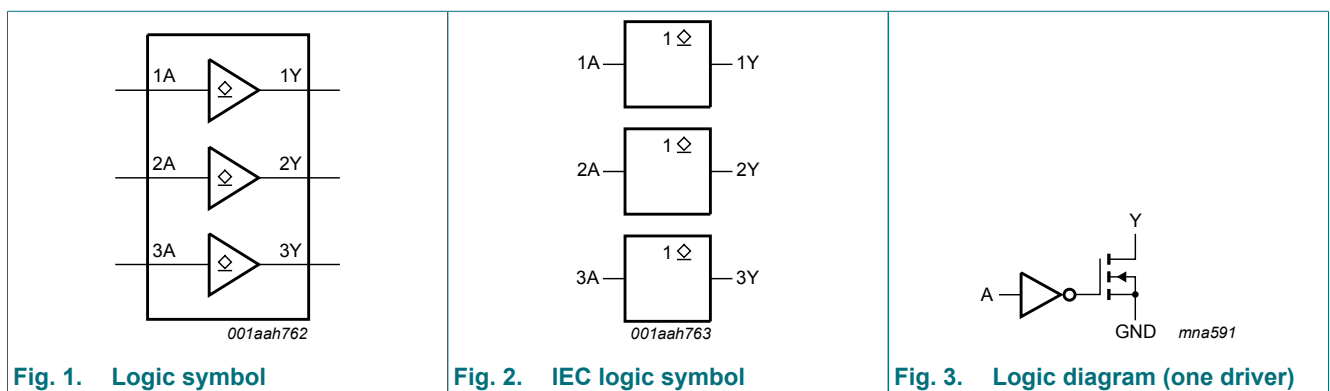 1A 1Y
2A 2Y
3A 3Y
001aah762
Fig. 1. Logic symbol
1
1A 1Y
1
2A 2Y
1
3A 3Y
001aah763
Fig. 2. IEC logic symbol
Y
A
GND mna591
Fig. 3. Logic diagram (one driver)